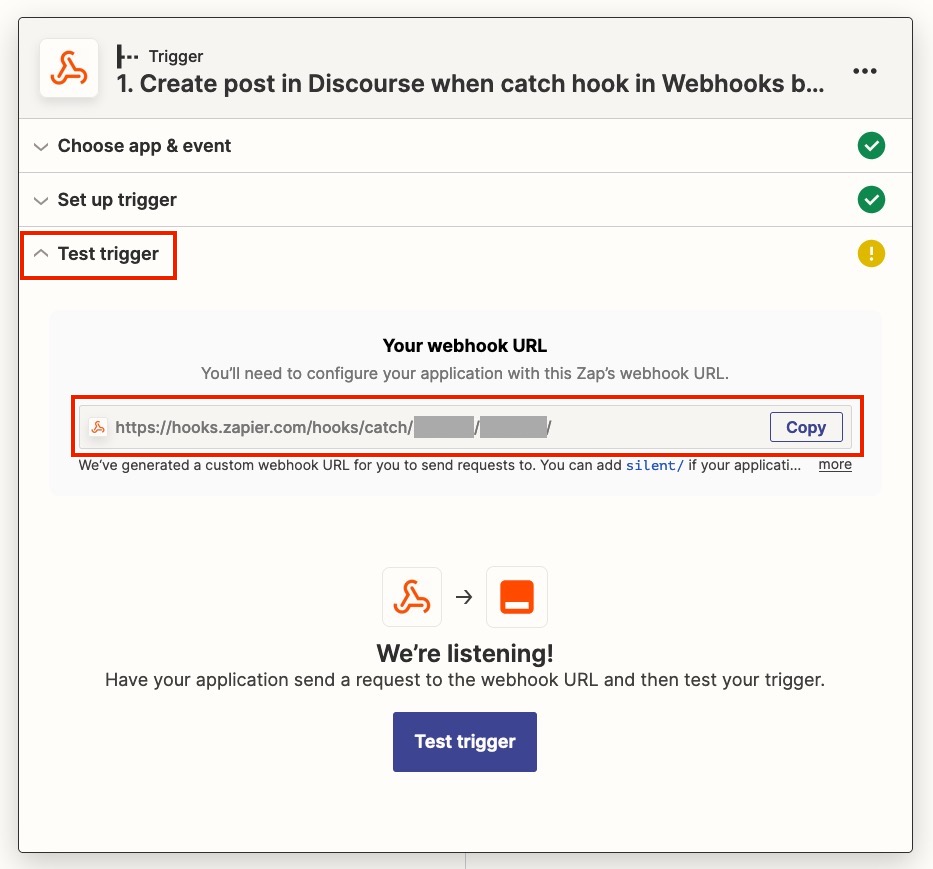 Trigger
1. Create post in Discourse when catch hook in Webhooks b...
Choose app & event
Set up trigger
Test trigger
Your webhook URL
You’ll need to configure your application with this Zap’s webhook URL.
https://hooks.zapier.com/hooks/catch/ / /
Copy
We’ve generated a custom webhook URL for you to send requests to. You can add silent/ if your applicati... more
We’re listening!
Have your application send a request to the webhook URL and then test your trigger.
Test trigger